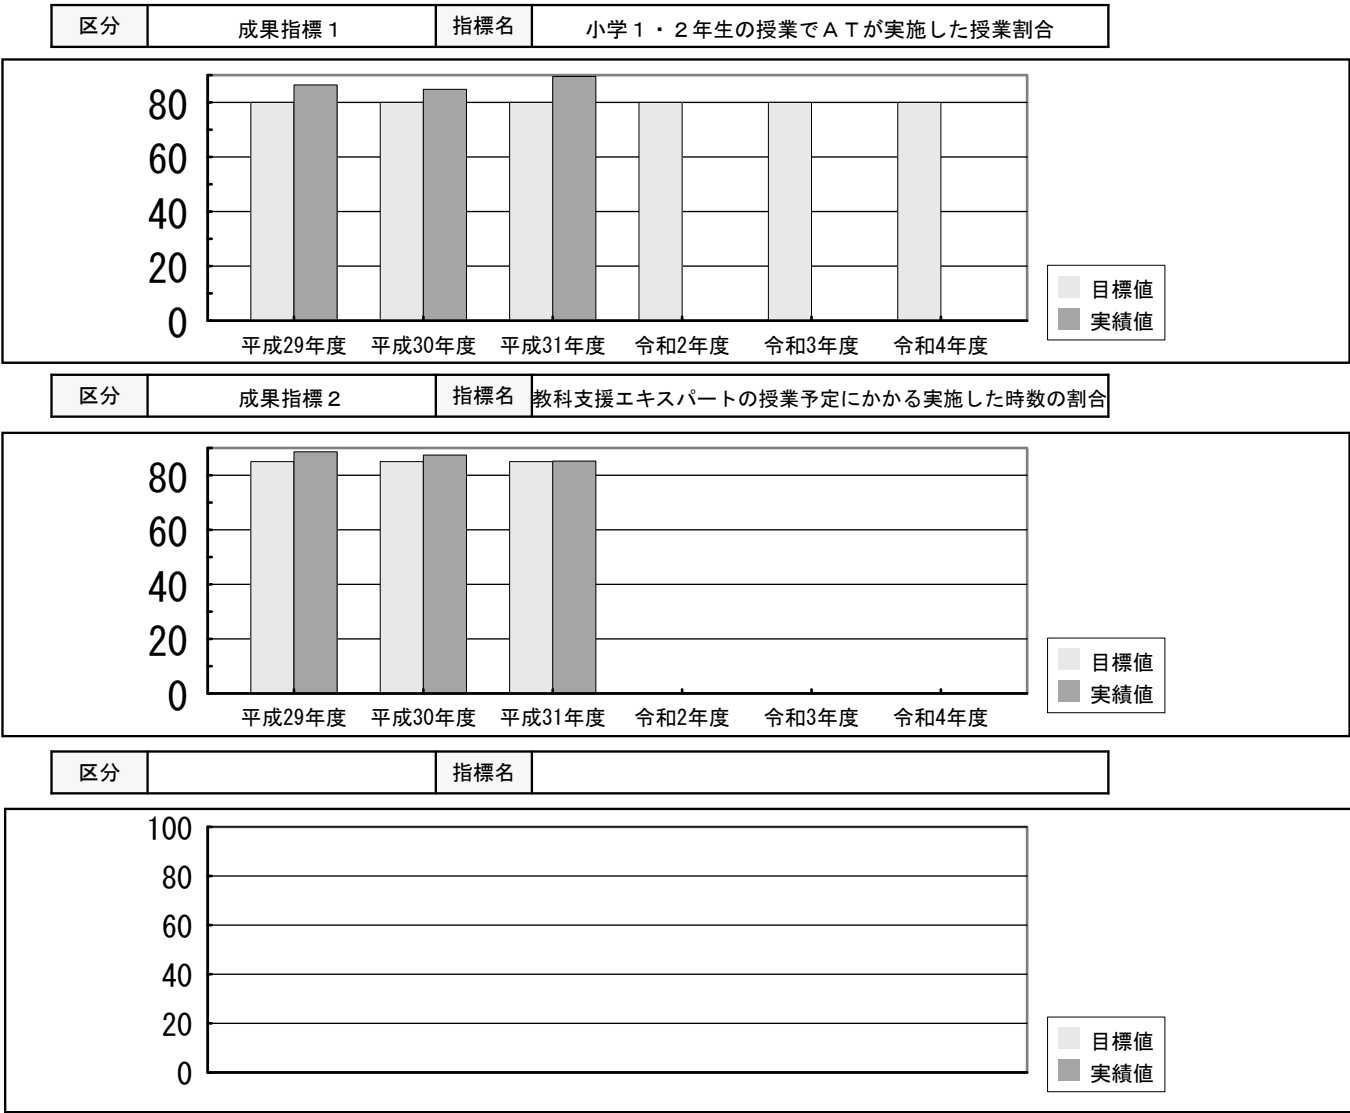 区分 成果指標１ 指標名 小学１・２年生の授業でＡＴが実施した授業割合
80
60
40
20
0
平成29年度 平成30年度 平成31年度 令和2年度 令和3年度 令和4年度
目標値
実績値
区分 成果指標２ 指標名 教科支援エキスパートの授業予定にかかる実施した時数の割合
80
60
40
20
0
平成29年度 平成30年度 平成31年度 令和2年度 令和3年度 令和4年度
目標値
実績値
区分 指標名
100
80
60
40
20
0
目標値
実績値